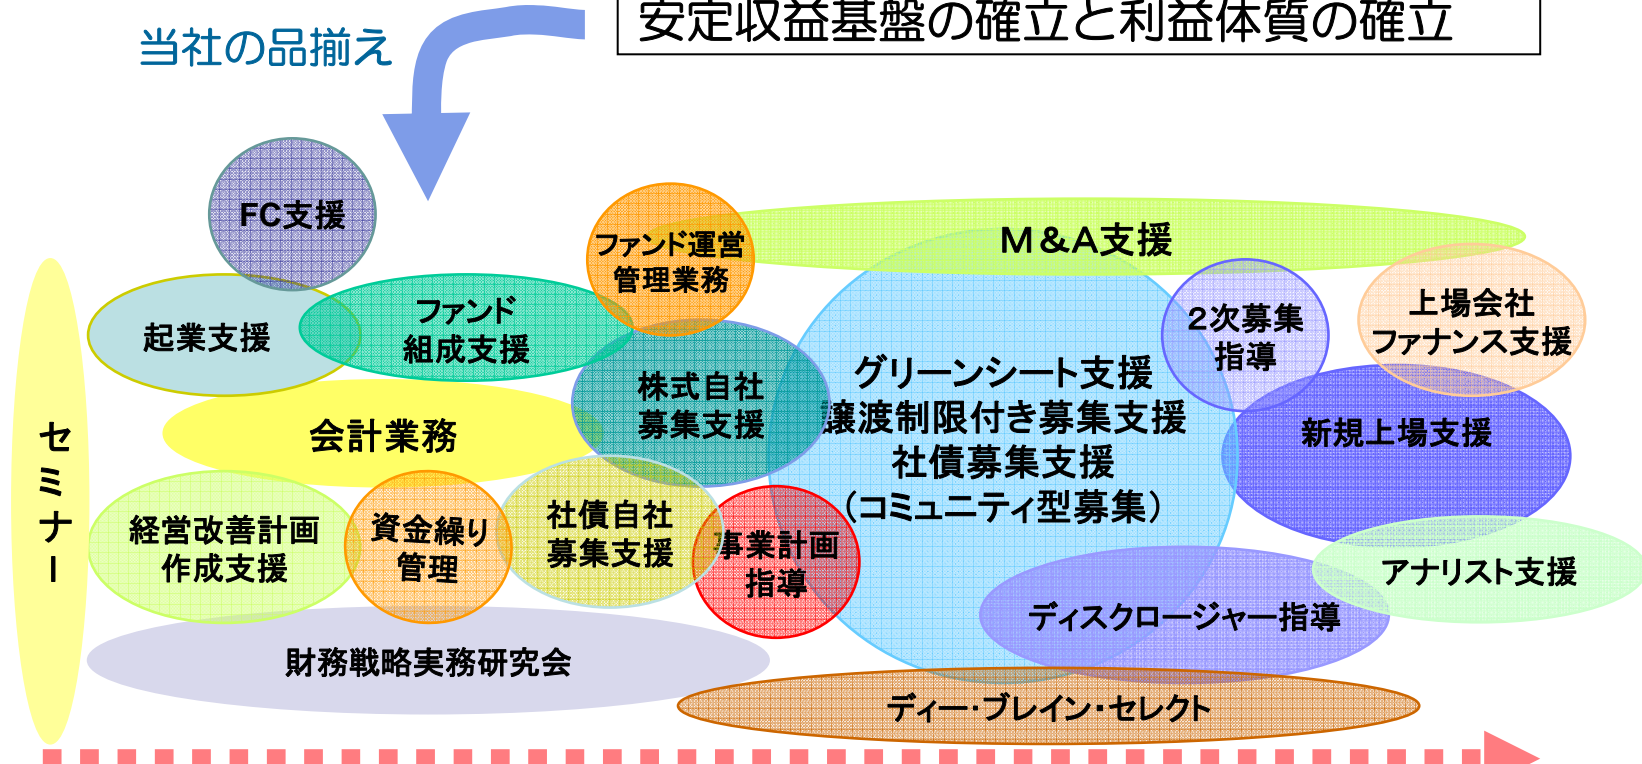 安定収益基盤の確立と利益体質の確立
当社の品揃え
FC支援
ファンド運営
管理業務
M&A支援
起業支援
ファンド
組成支援
2次募集
指導
上場会社
ファナンス支援
株式自社
募集支援
グリーンシート支援
譲渡制限付き募集支援
社債募集支援
(コミュニティ型募集)
新規上場支援
会計業務
セミナー
経営改善計画
作成支援
資金繰り
管理
社債自社
募集支援
事業計画
指導
アナリスト支援
ディスクロージャー指導
財務戦略実務研究会
ディー・ブレイン・セレクト